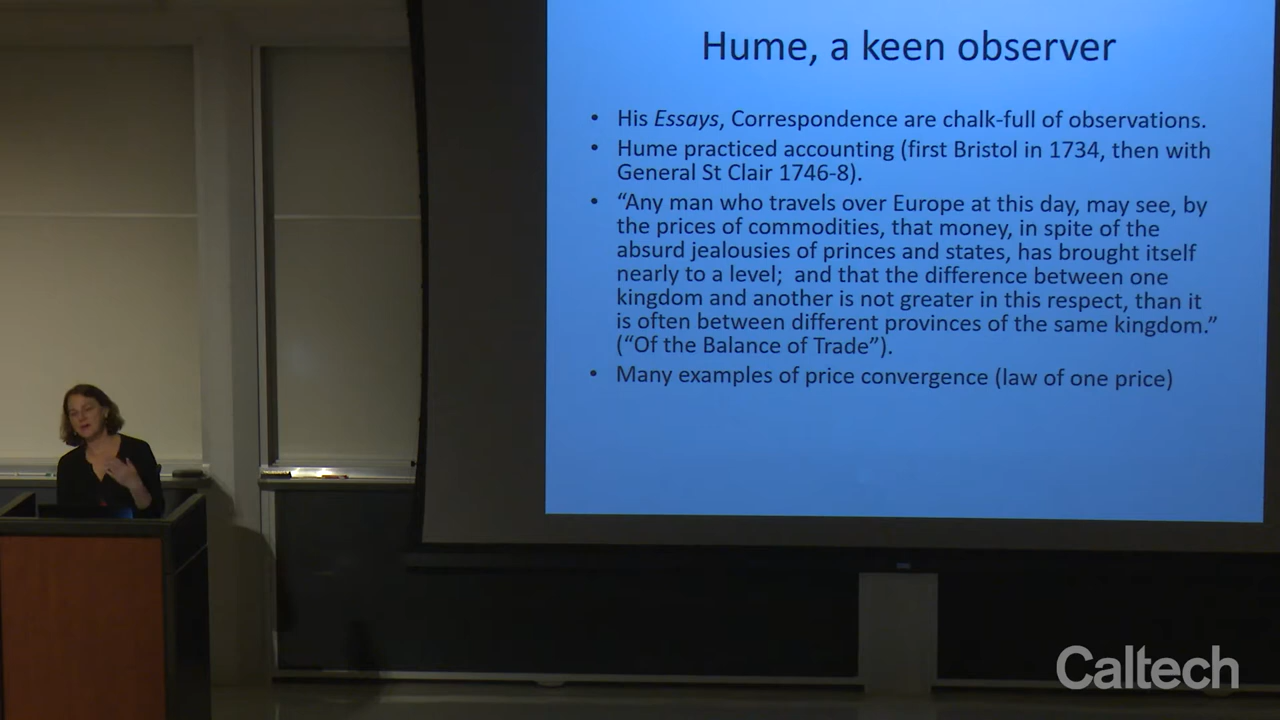 Hume, a keen observer
• His Essays, Correspondence are chalk-full of observations.
• Hume practiced accounting (first Bristol in 1734, then with
General St Clair 1746-8).
• “Any man who travels over Europe at this day, may see, by
the prices of commodities, that money, in spite of the
absurd jealousies of princes and states, has brought itself
nearly to a level; and that the difference between one
kingdom and another is not greater in this respect, than it
is often between different provinces of the same kingdom.”
(“Of the Balance of Trade”).
• Many examples of price convergence (law of one price)
Caltech